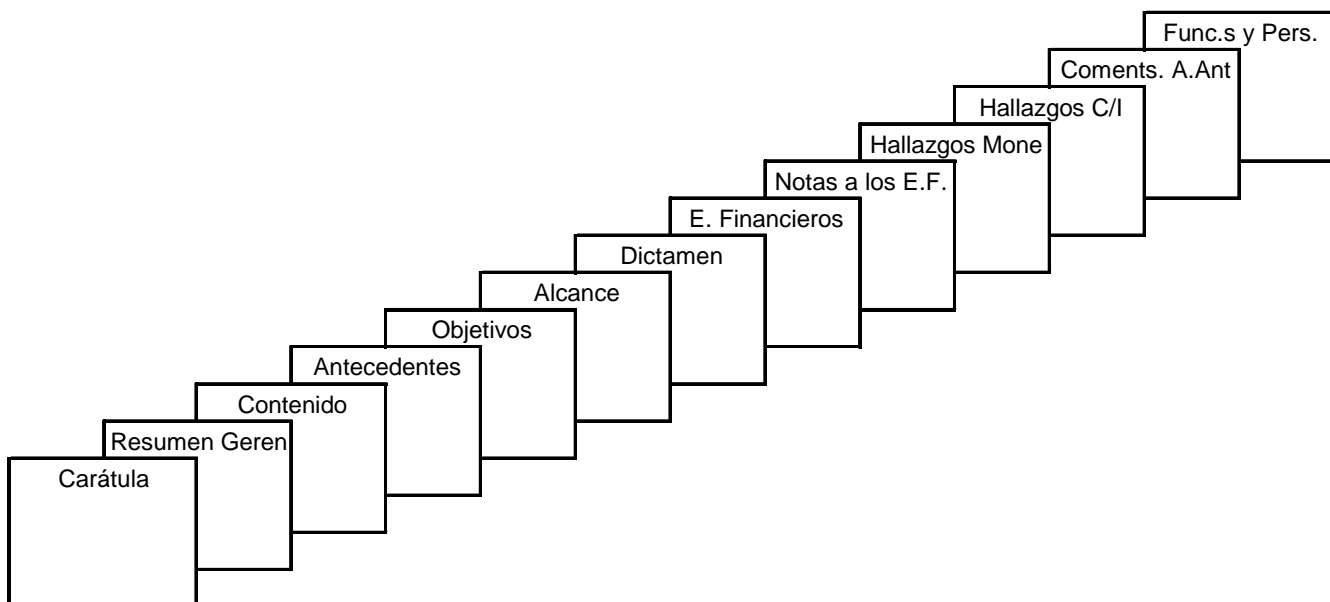 Func.s y Pers.
Coments. A.Ant
Hallazgos C/I
Hallazgos Mone
Notas a los E.F.
E. Financieros
Dictamen
Alcance
Objetivos
Antecedentes
Contenido
Resumen Geren
Carátula